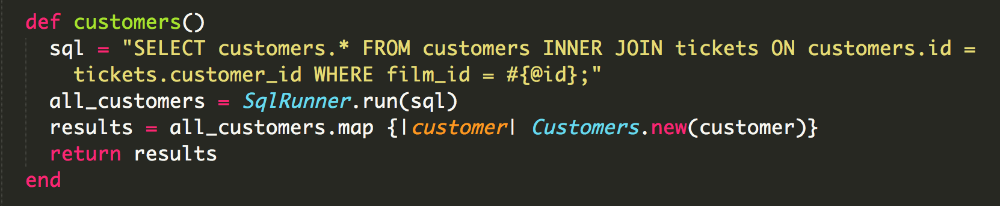 def customers()
sql = "SELECT customers.* FROM customers INNER JOIN tickets ON customers.id =
tickets.customer_id WHERE film_id = #{@id};"
all_customers = SqlRunner.run(sql)
results = all_customers.map {|customer| Customers.new(customer)}
return results
end